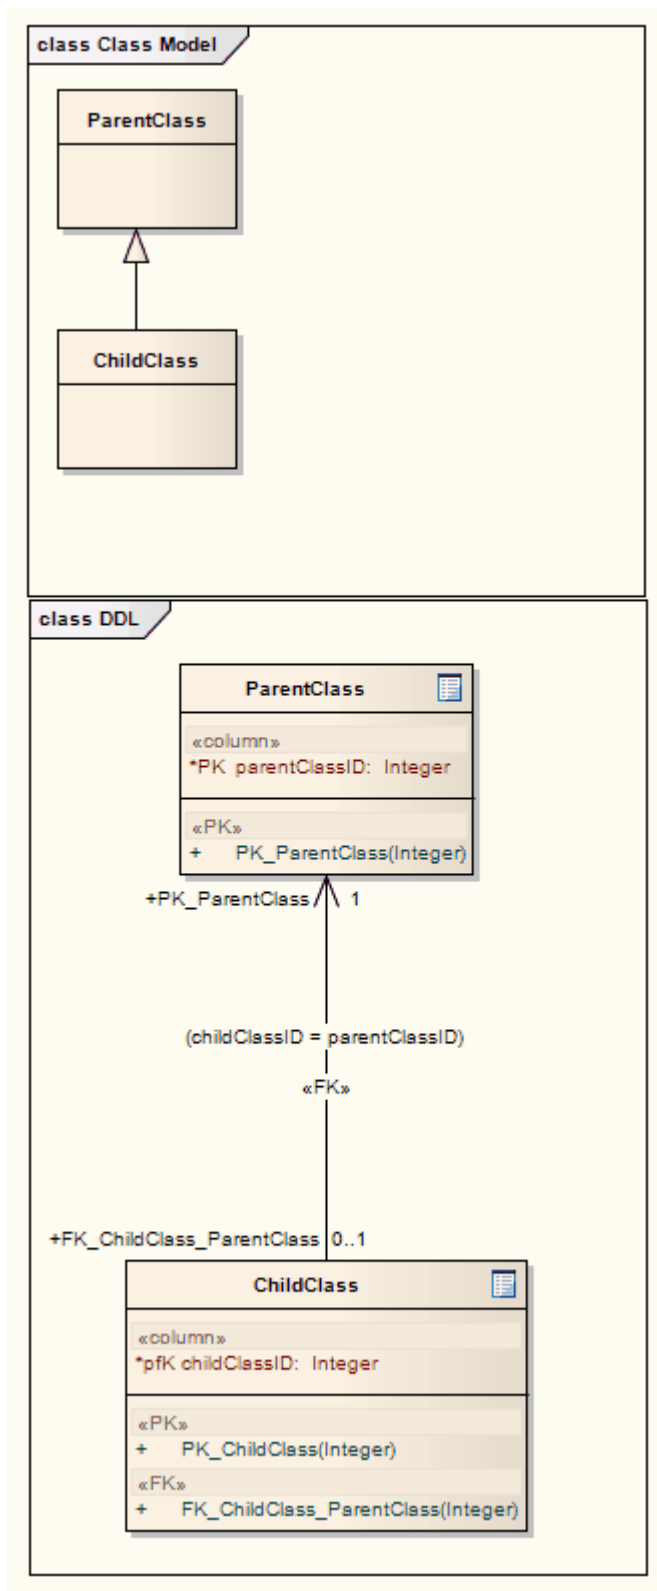 class Class Model
ParentClass
ChildClass
class DDL
ParentClass
«column»
*PK parentClassID: Integer
«PK»
+ PK_ParentClass(Integer)
+PK_ParentClass 1
(childClassID = parentClassID)
«FK»
+FK_ChildClass_ParentClass 0..1
ChildClass
«column»
*pfK childClassID: Integer
«PK»
+ PK_ChildClass(Integer)
«FK»
+ FK_ChildClass_ParentClass(Integer)